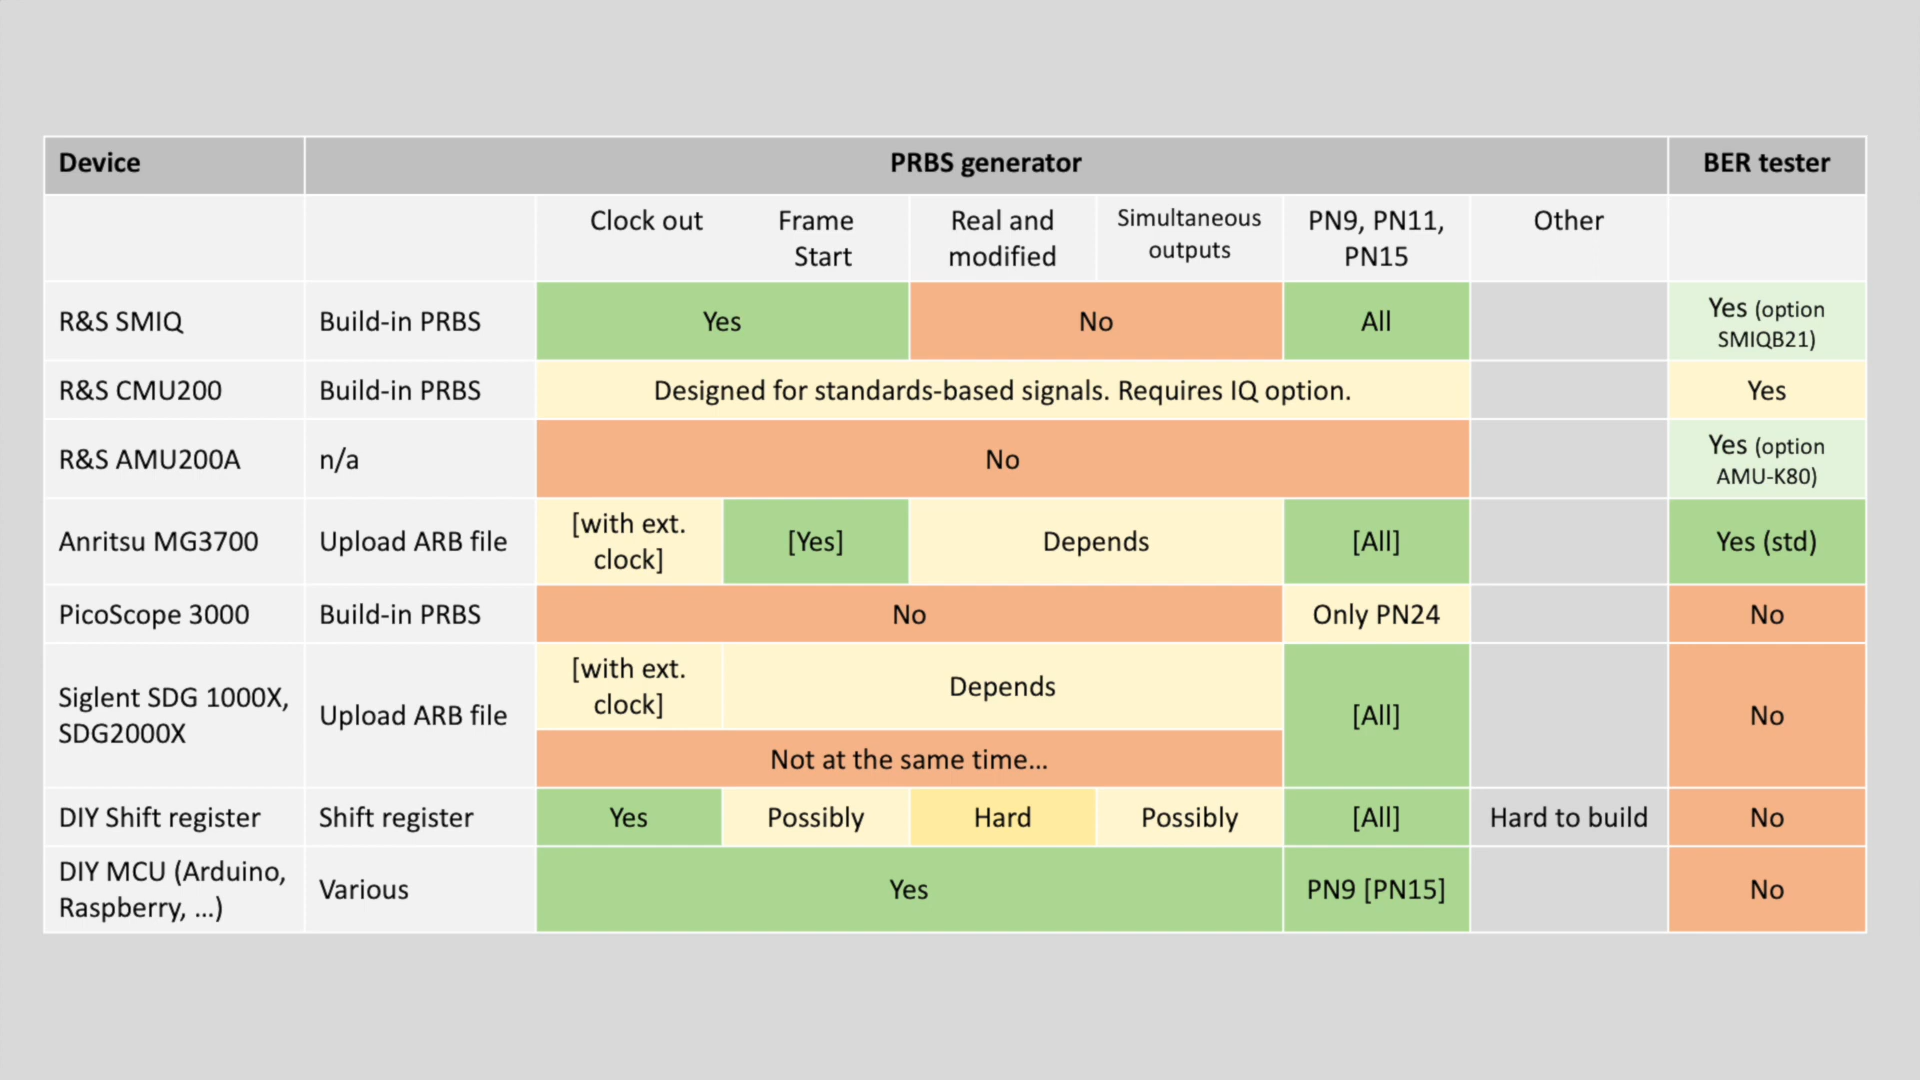 Device
PRBS generator
BER tester
Clock out
Frame
Start
Real and
modified
Simultaneous
outputs
PN9, PN11,
PN15
Other
R&S SMIQ
Build-in PRBS
Yes
No
All
Yes (option
SMIQB21)
R&S CMU200
Build-in PRBS
Designed for standards-based signals. Requires IQ option.
Yes
R&S AMU200A
n/a
No
Yes (option
AMU-K80)
Anritsu MG3700
Upload ARB file
[with ext.
clock]
[Yes]
Depends
[All]
Yes (std)
PicoScope 3000
Build-in PRBS
No
Only PN24
No
Siglent SDG 1000X,
SDG2000X
Upload ARB file
[with ext.
clock]
Depends
Not at the same time...
[All]
No
DIY Shift register
Shift register
Yes
Possibly
Hard
Possibly
[All]
Hard to build
No
DIY MCU (Arduino,
Raspberry, ...)
Various
Yes
PN9 [PN15]
No